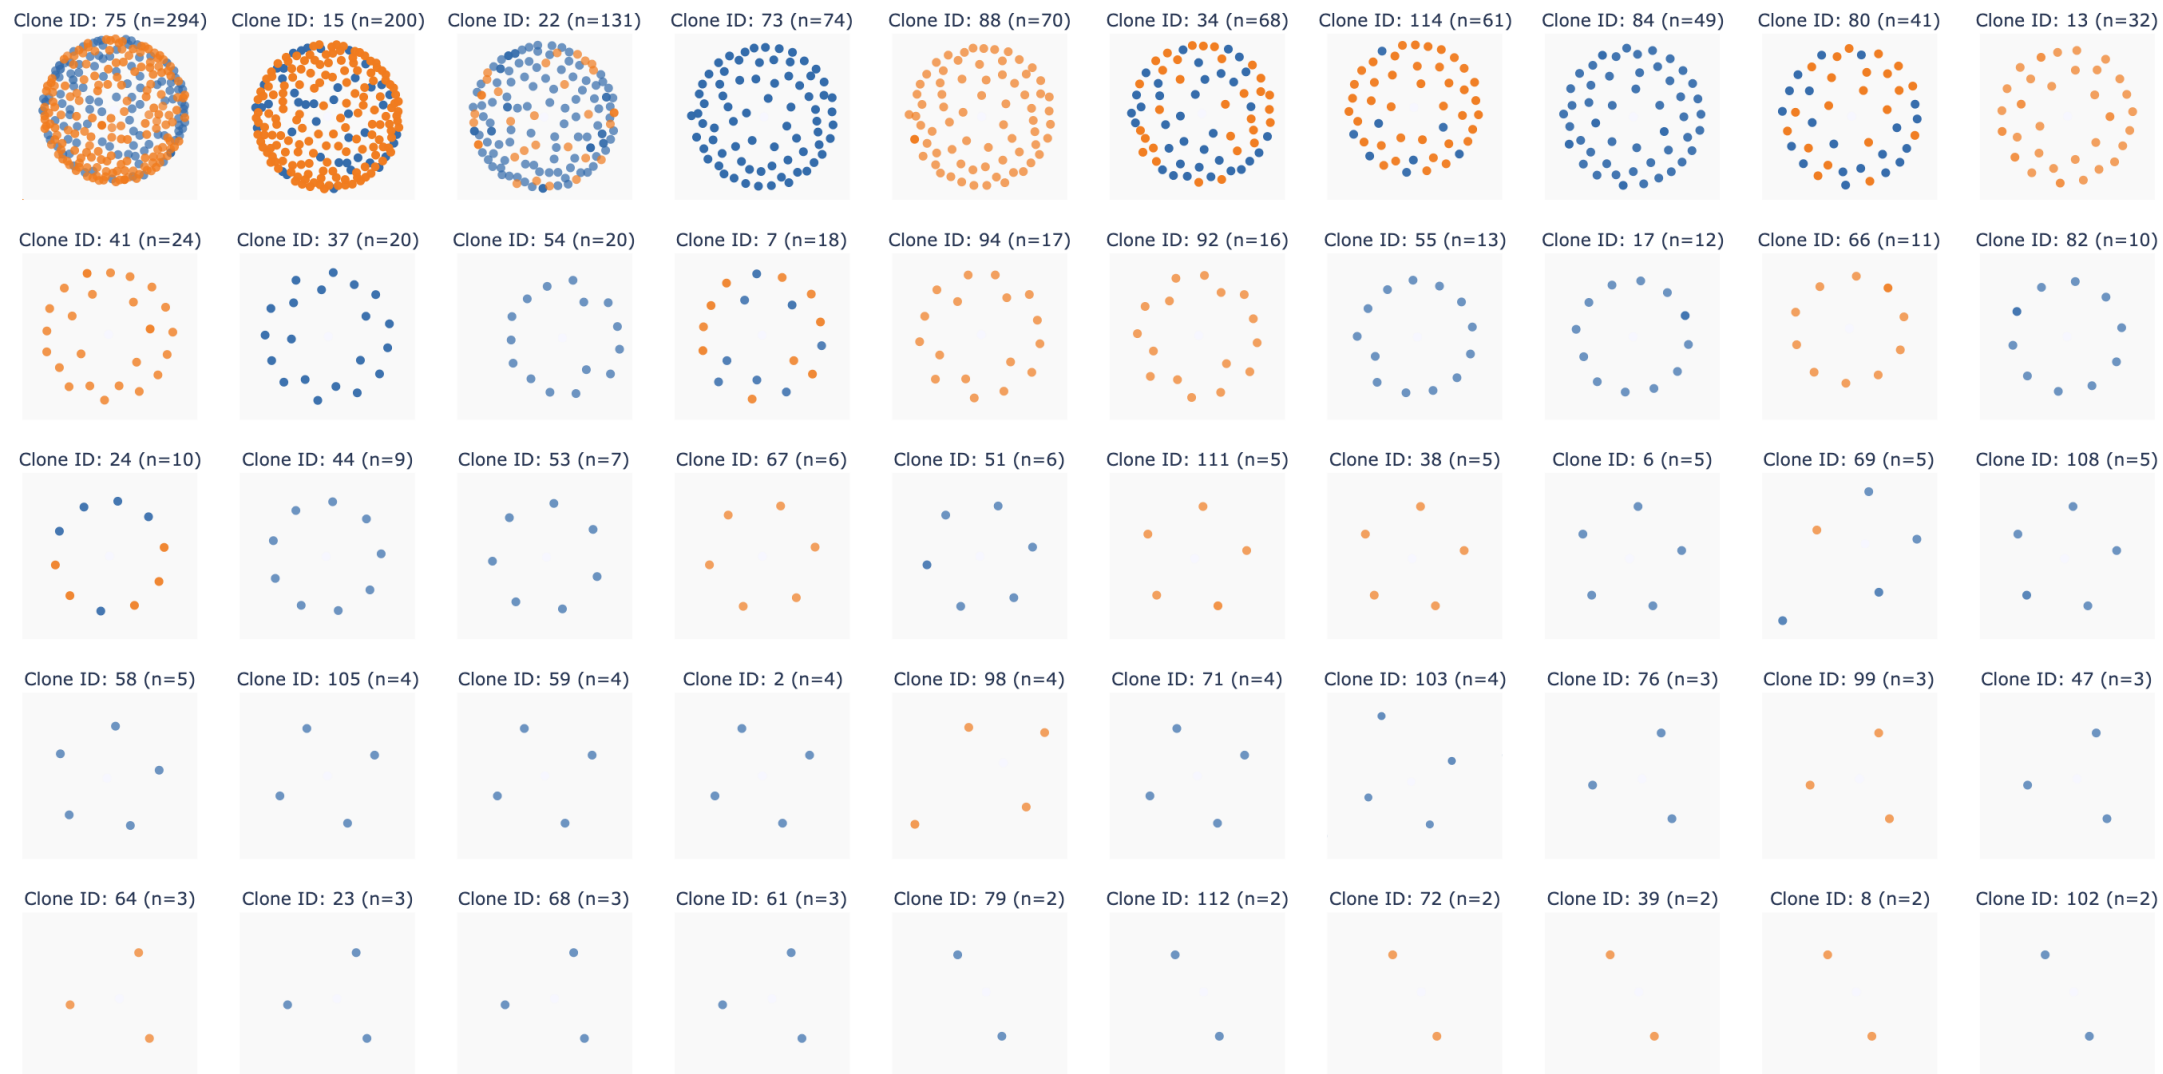 Clone ID: 75 (n=294)
Clone ID: 15 (n=200)
Clone ID: 22 (n=131)
Clone ID: 73 (n=74)
Clone ID: 88 (n=70)
Clone ID: 34 (n=68)
Clone ID: 114 (n=61)
Clone ID: 84 (n=49)
Clone ID: 80 (n=41)
Clone ID: 13 (n=32)
Clone ID: 41 (n=24)
Clone ID: 37 (n=20)
Clone ID: 54 (n=20)
Clone ID: 7 (n=18)
Clone ID: 94 (n=17)
Clone ID: 92 (n=16)
Clone ID: 55 (n=13)
Clone ID: 17 (n=12)
Clone ID: 66 (n=11)
Clone ID: 82 (n=10)
Clone ID: 24 (n=10)
Clone ID: 44 (n=9)
Clone ID: 53 (n=7)
Clone ID: 67 (n=6)
Clone ID: 51 (n=6)
Clone ID: 111 (n=5)
Clone ID: 38 (n=5)
Clone ID: 6 (n=5)
Clone ID: 69 (n=5)
Clone ID: 108 (n=5)
Clone ID: 58 (n=5)
Clone ID: 105 (n=4)
Clone ID: 59 (n=4)
Clone ID: 2 (n=4)
Clone ID: 98 (n=4)
Clone ID: 71 (n=4)
Clone ID: 103 (n=4)
Clone ID: 76 (n=3)
Clone ID: 99 (n=3)
Clone ID: 47 (n=3)
Clone ID: 64 (n=3)
Clone ID: 23 (n=3)
Clone ID: 68 (n=3)
Clone ID: 61 (n=3)
Clone ID: 79 (n=2)
Clone ID: 112 (n=2)
Clone ID: 72 (n=2)
Clone ID: 39 (n=2)
Clone ID: 8 (n=2)
Clone ID: 102 (n=2)